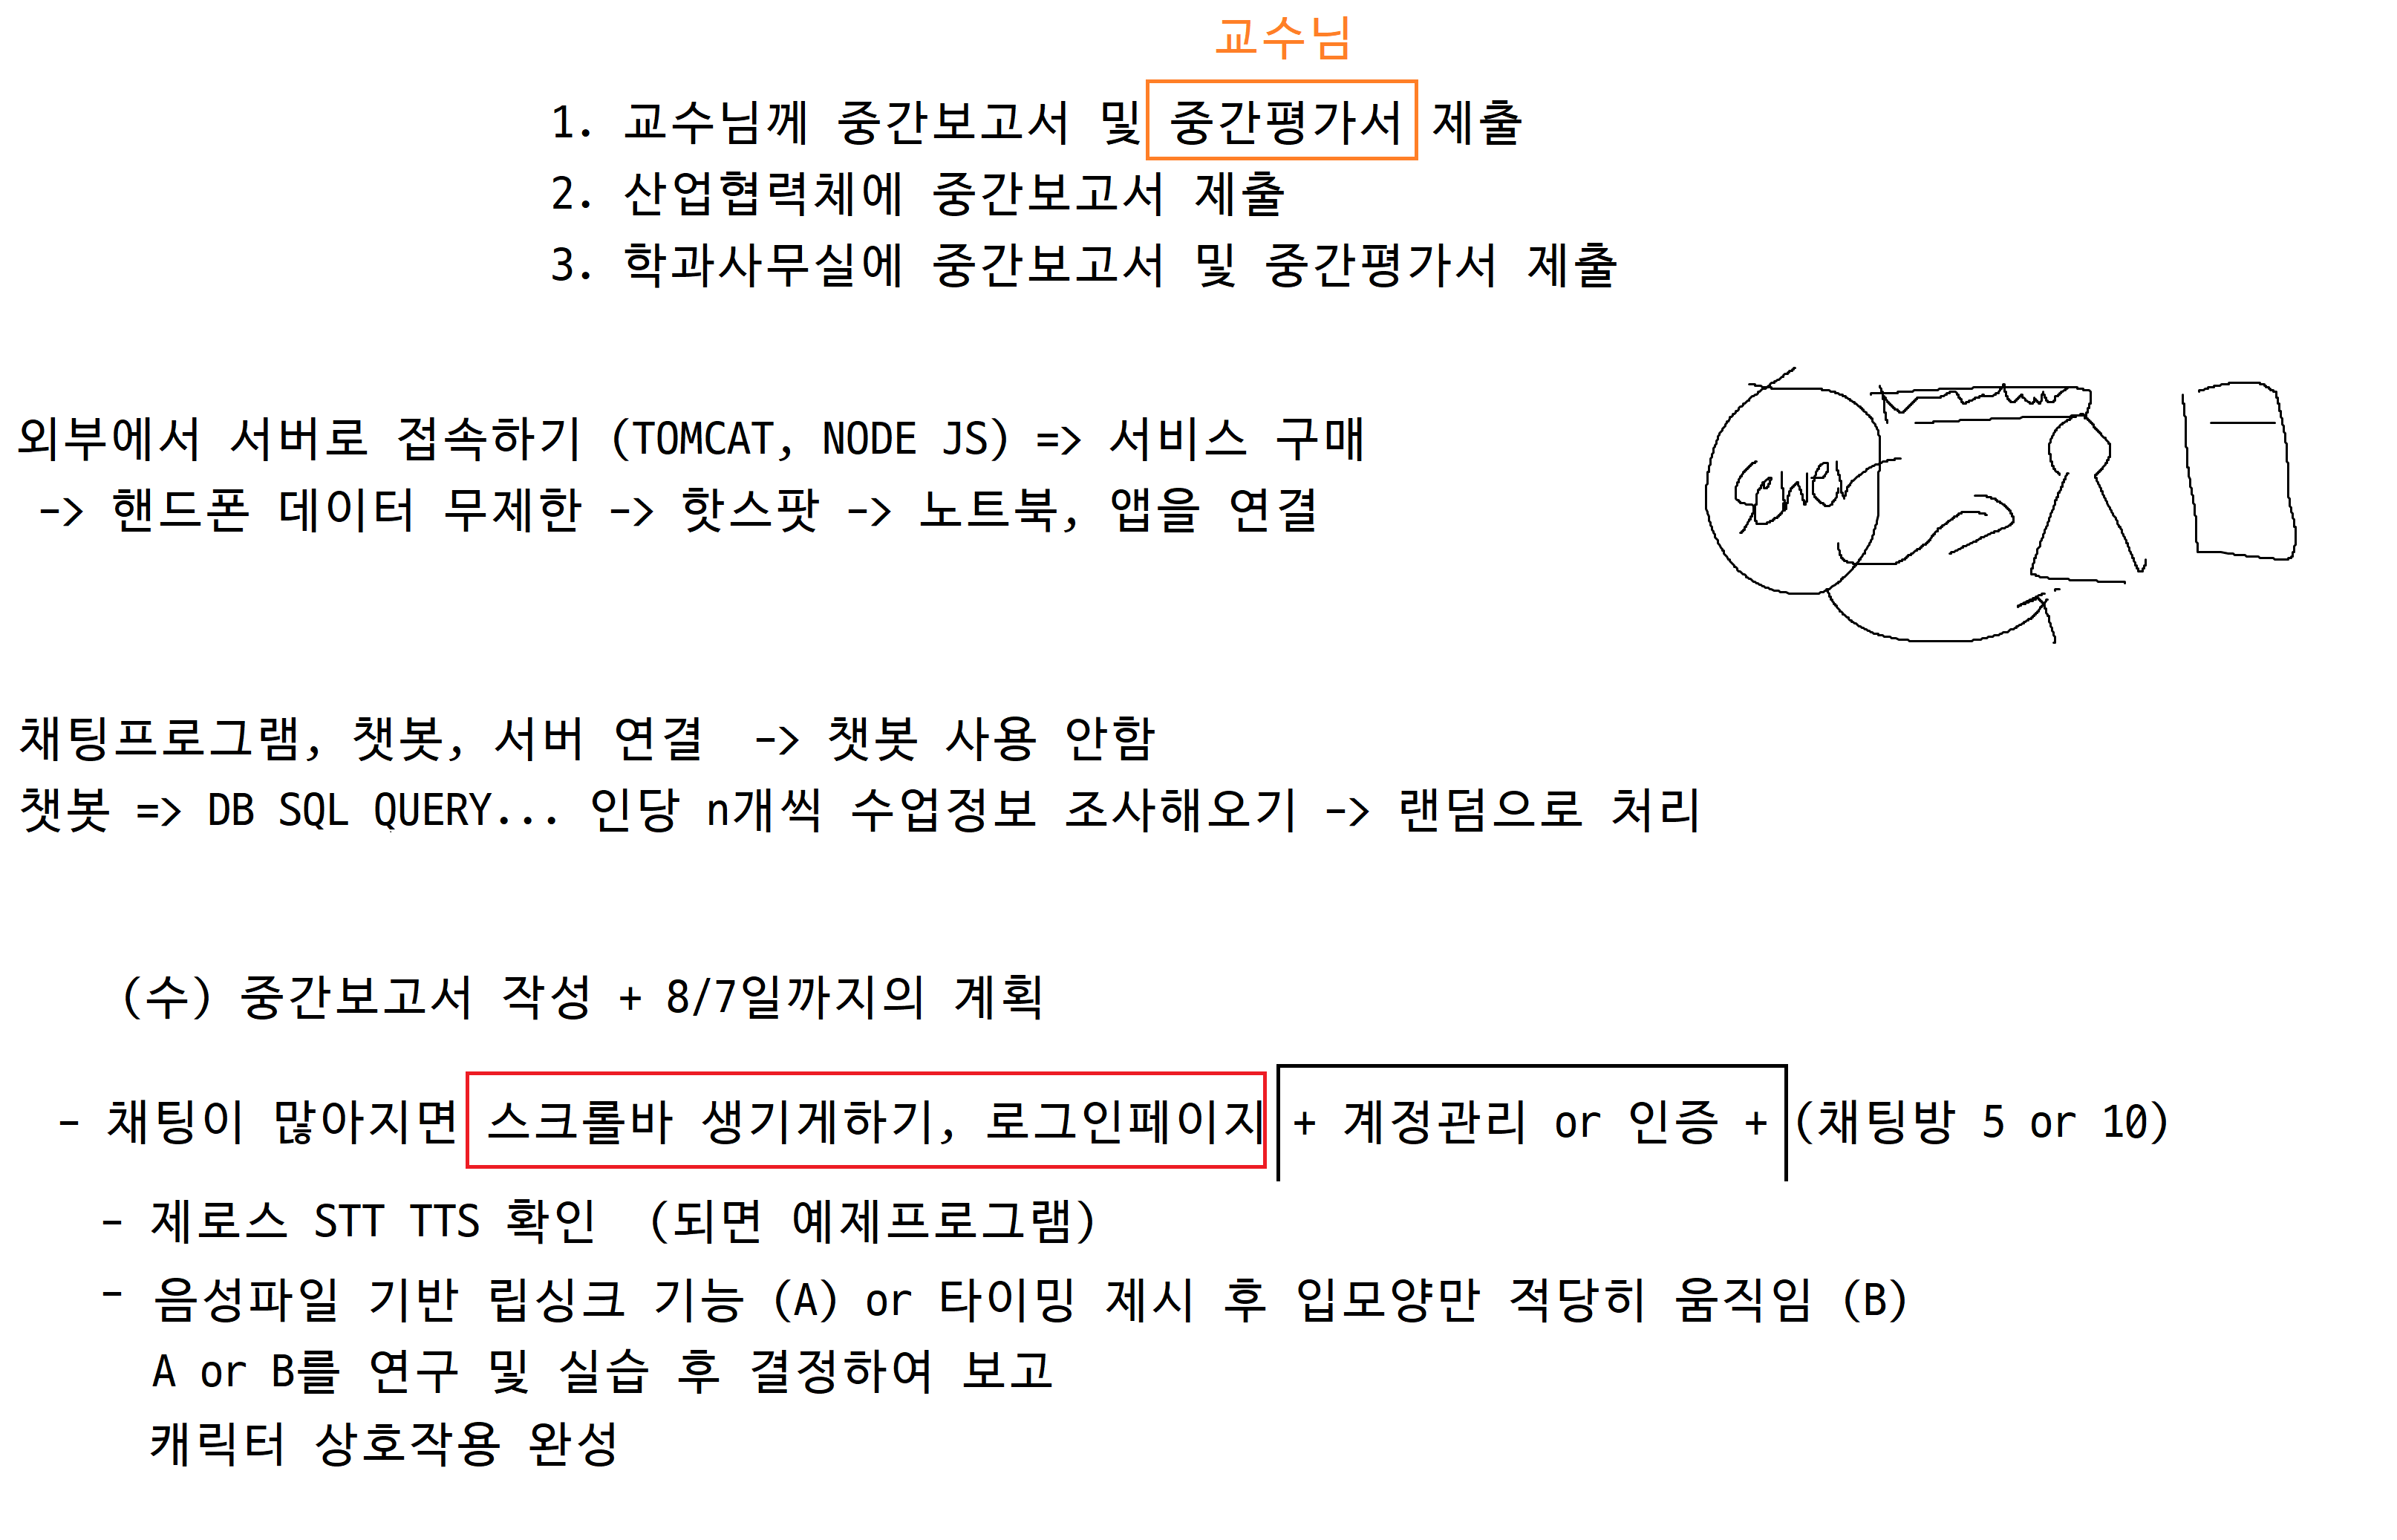 교수님
1. 교수님께 중간보고서 및 중간평가서 제출
2. 산업협력체에 중간보고서 제출
3. 학과사무실에 중간보고서 및 중간평가서 제출
외부에서 서버로 접속하기 (TOMCAT, NODE JS) => 서비스 구매
-> 핸드폰 데이터 무제한 -> 핫스팟 -> 노트북, 앱을 연결
채팅프로그램, 챗봇, 서버 연결 -> 챗봇 사용 안함
챗봇 => DB SQL QUERY... 인당 n개씩 수업정보 조사해오기 -> 랜덤으로 처리
(수) 중간보고서 작성 + 8/7일까지의 계획
- 채팅이 많아지면 스크롤바 생기게하기, 로그인페이지 + 계정관리 or 인증 + (채팅방 5 or 10)
- 제로스 STT TTS 확인 (되면 예제프로그램)
- 음성파일 기반 립싱크 기능 (A) or 타이밍 제시 후 입모양만 적당히 움직임 (B)
A or B를 연구 및 실습 후 결정하여 보고
캐릭터 상호작용 완성